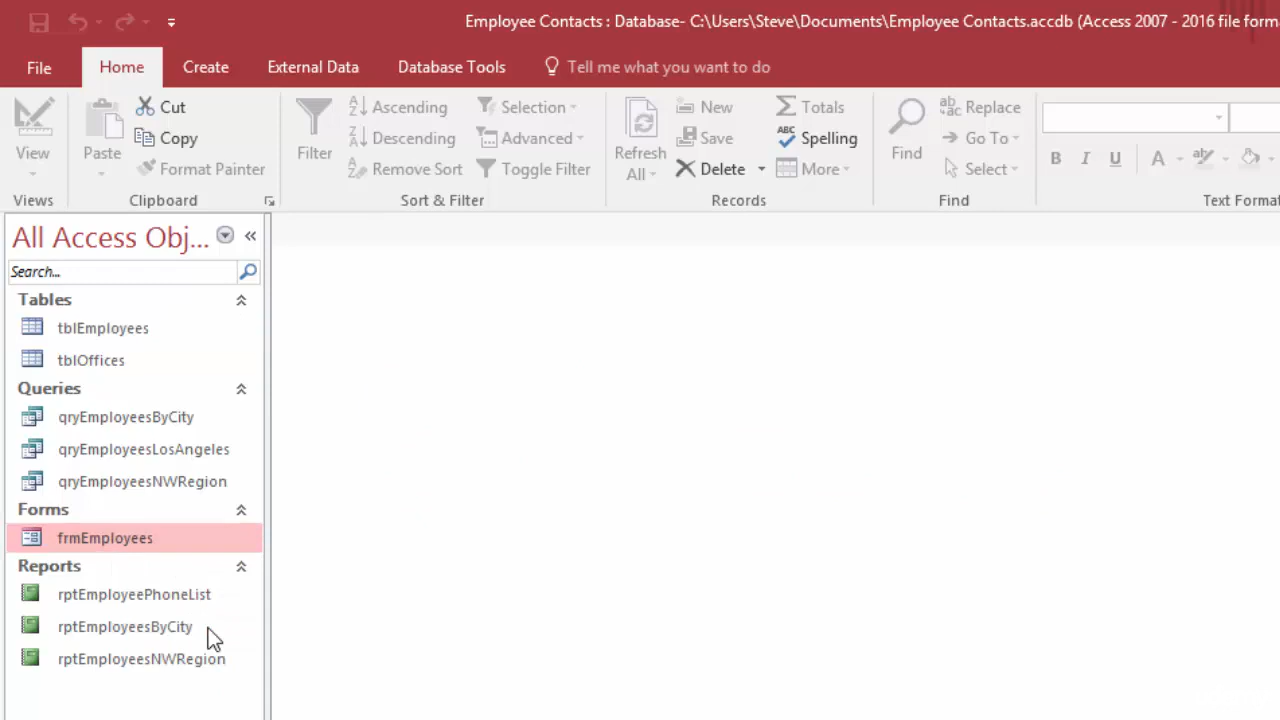 Employee Contacts : Database- C:\Users\Steve\Documents\Employee Contacts.accdb (Access 2007 - 2016 file forma
File Home Create External Data Database Tools Tell me what you want to do
View
Views
Paste
Cut
Copy
Format Painter
Clipboard
Filter
Ascending
Descending
Remove Sort
Selection
Advanced
Toggle Filter
Sort & Filter
Refresh
All
New
Save
Delete
Totals
Spelling
More
Records
Find
Replace
Go To
Select
Find
B I U A
Text Format
All Access Obj...
Search...
Tables
tblEmployees
tblOffices
Queries
qryEmployeesByCity
qryEmployeesLosAngeles
qryEmployeesNWRegion
Forms
frmEmployees
Reports
rptEmployeePhoneList
rptEmployeesByCity
rptEmployeesNWRegion